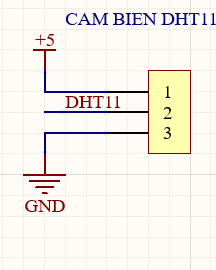 CAM BIEN DHT11
+5
1
DHT11
2
3
GND